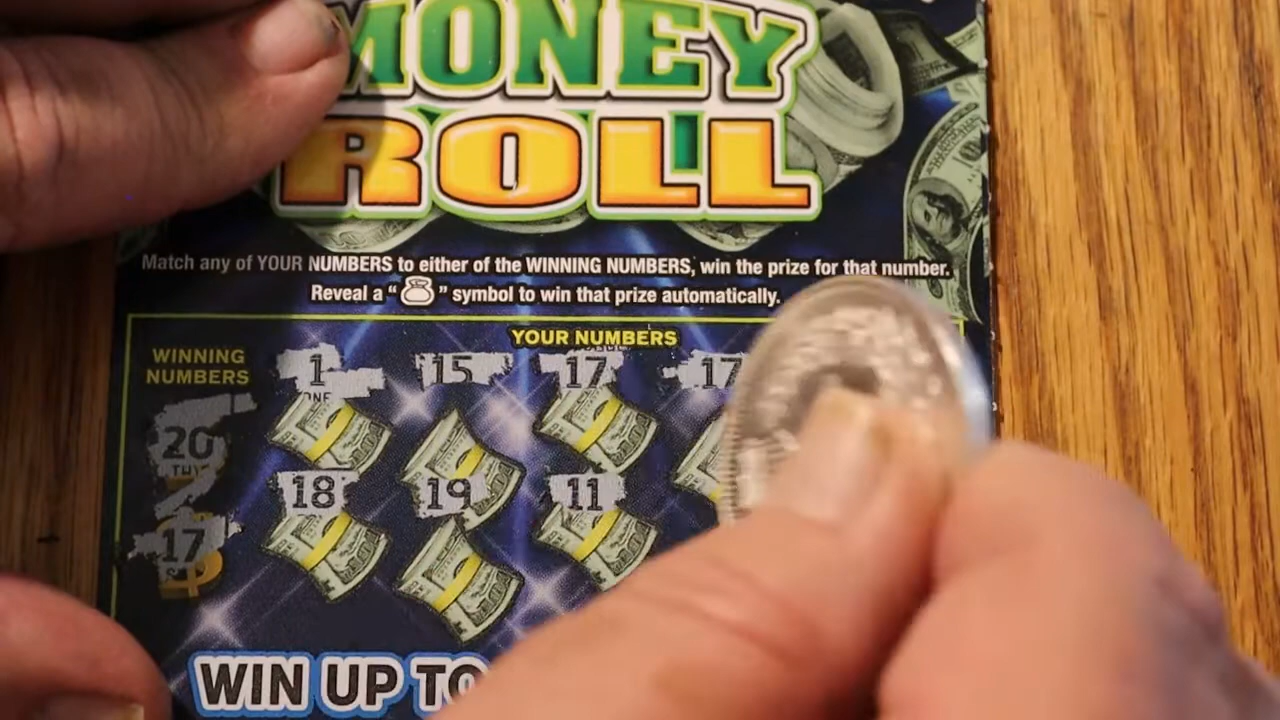 MONEY
ROLL
Match any of YOUR NUMBERS to either of the WINNING NUMBERS, win the prize for that number.
Reveal a " " symbol to win that prize automatically.
YOUR NUMBERS
WINNING
NUMBERS
1 15 17 17
ONE
20
18 19 11
17
WIN UP TO